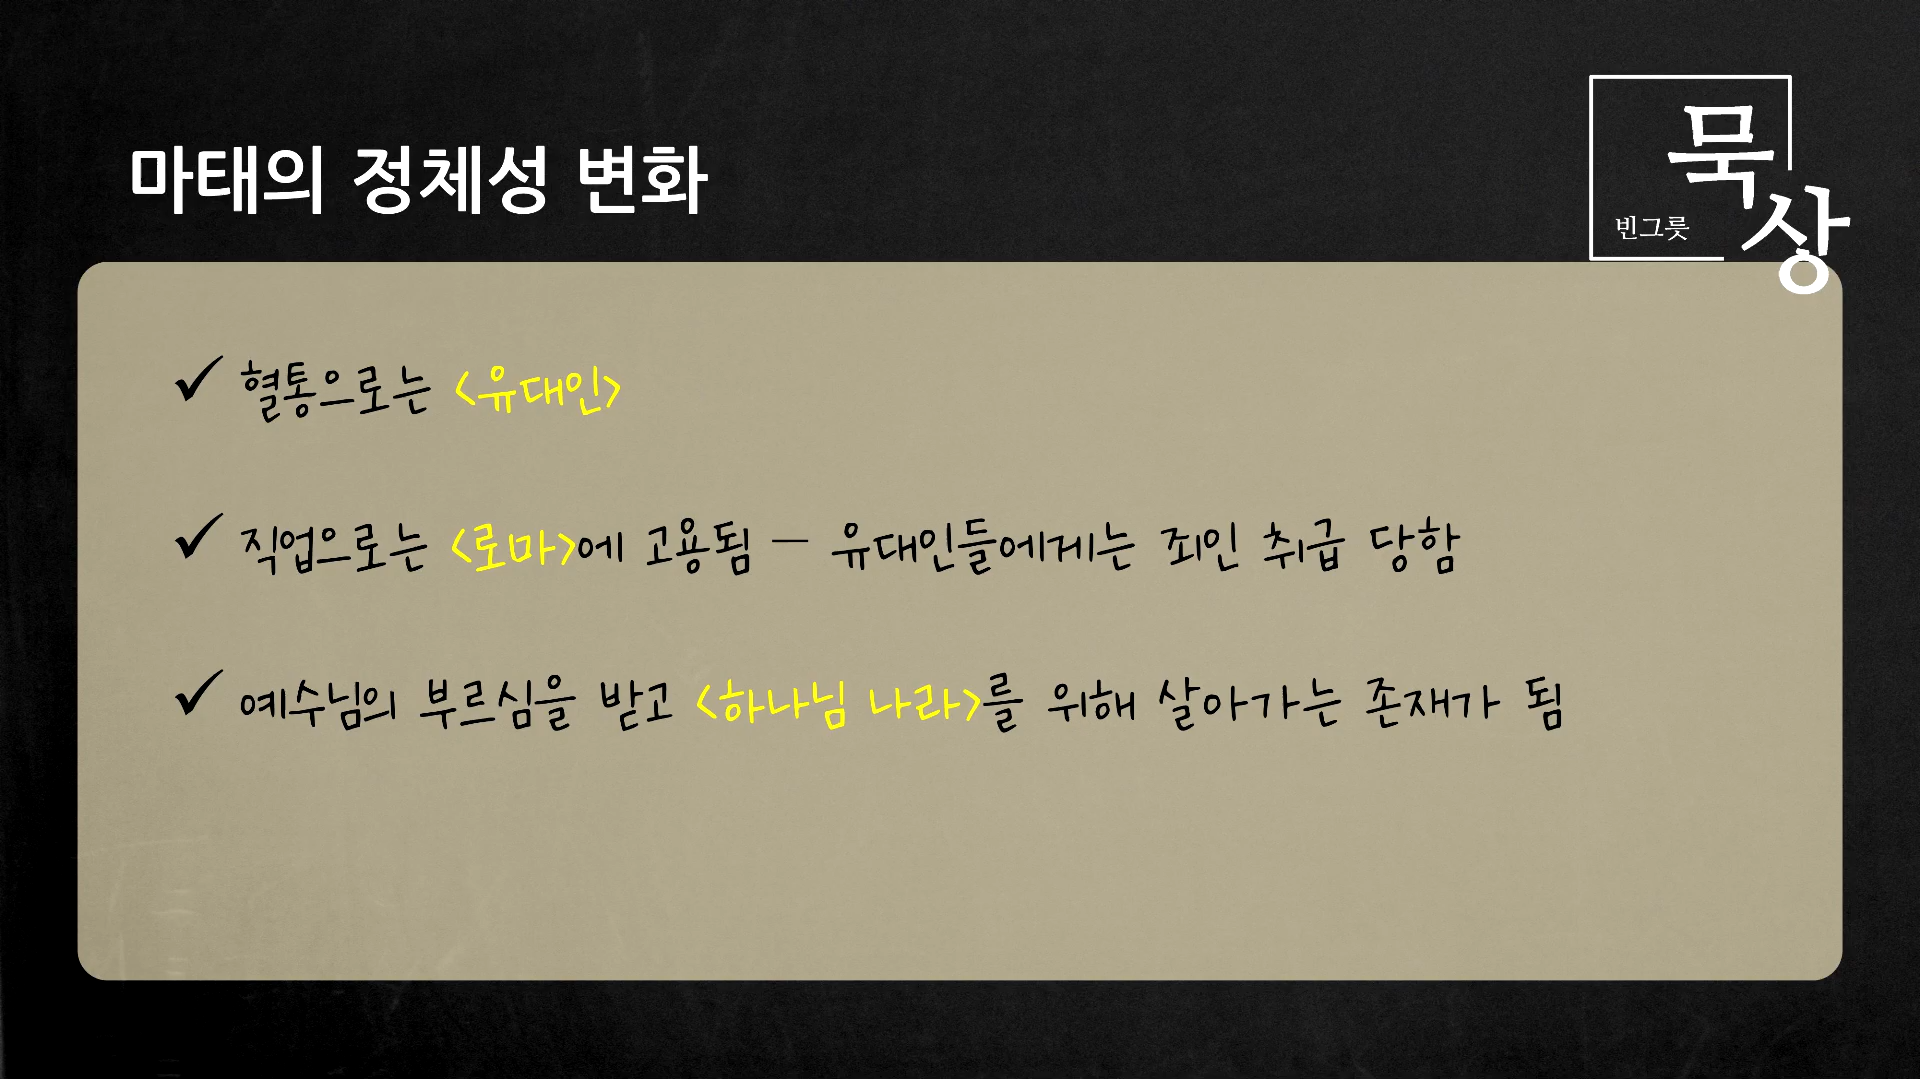 마태의 정체성 변화
묵상
빈그릇
✓ 혈통으로는 <유대인>
✓ 직업으로는 <로마>에 고용됨 – 유대인들에게는 죄인 취급 당함
✓ 예수님의 부르심을 받고 <하나님 나라>를 위해 살아가는 존재가 됨